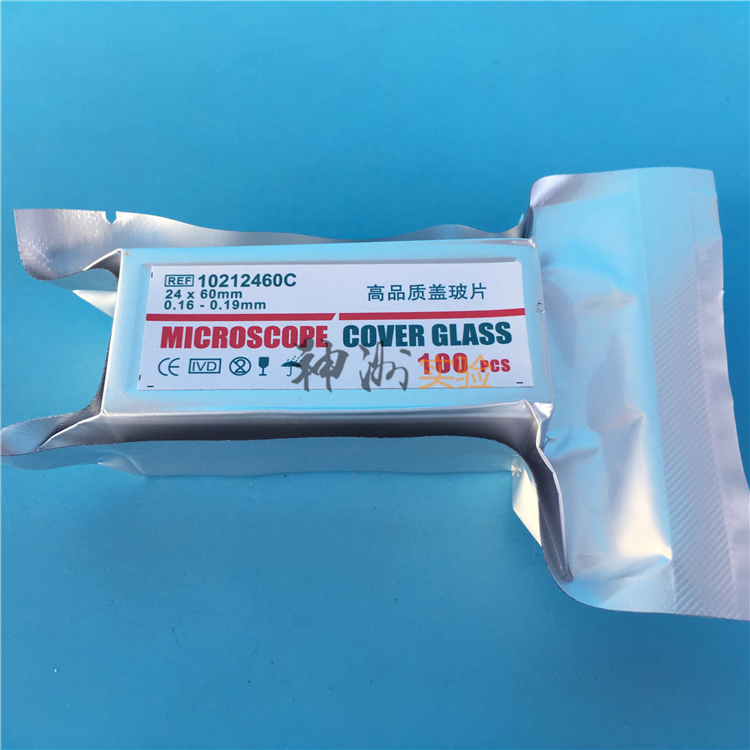 REF 10212460C
24 x 60mm
0.16 - 0.19mm
高品质盖玻片
MICROSCOPE COVER GLASS
CE IVD
100 PCS
神洲
实验